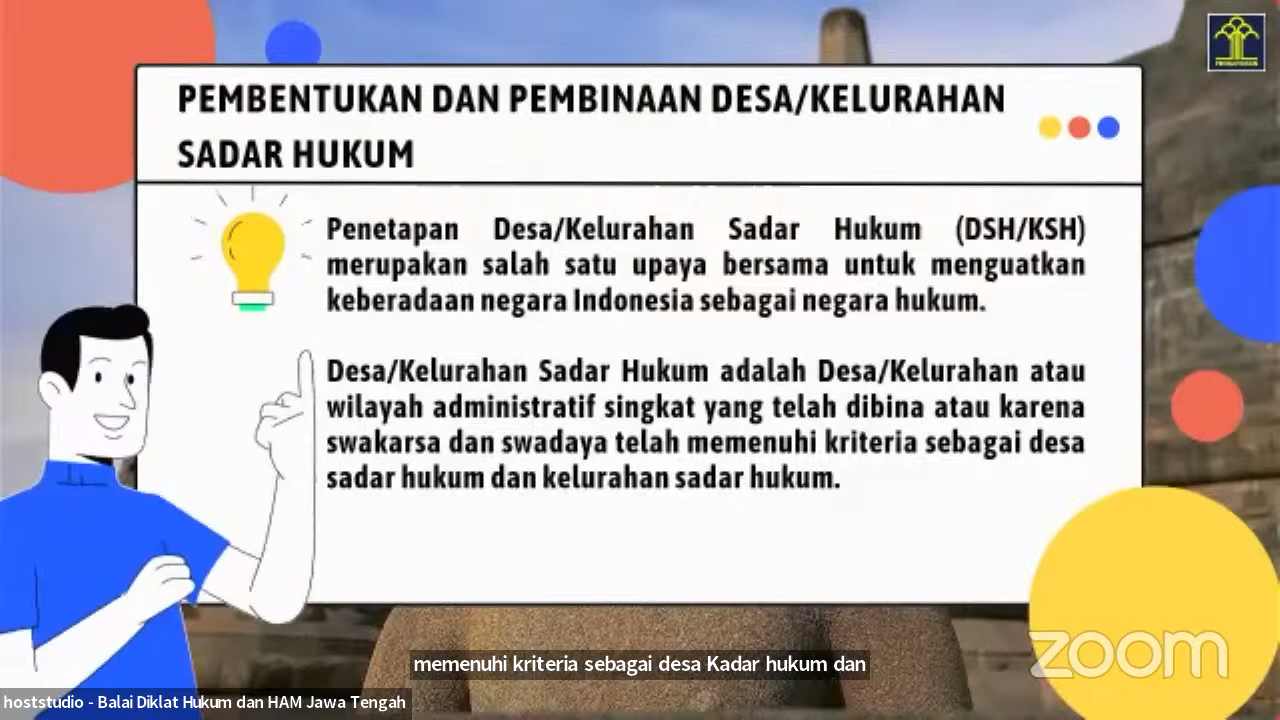 PEMBENTUKAN DAN PEMBINAAN DESA/KELURAHAN
SADAR HUKUM
Penetapan Desa/Kelurahan Sadar Hukum (DSH/KSH)
merupakan salah satu upaya bersama untuk menguatkan
keberadaan negara Indonesia sebagai negara hukum.
Desa/Kelurahan Sadar Hukum adalah Desa/Kelurahan atau
wilayah administratif singkat yang telah dibina atau karena
swakarsa dan swadaya telah memenuhi kriteria sebagai desa
sadar hukum dan kelurahan sadar hukum.
zoom
memenuhi kriteria sebagai desa Kadar hukum dan
hoststudio - Balai Diklat Hukum dan HAM Jawa Tengah